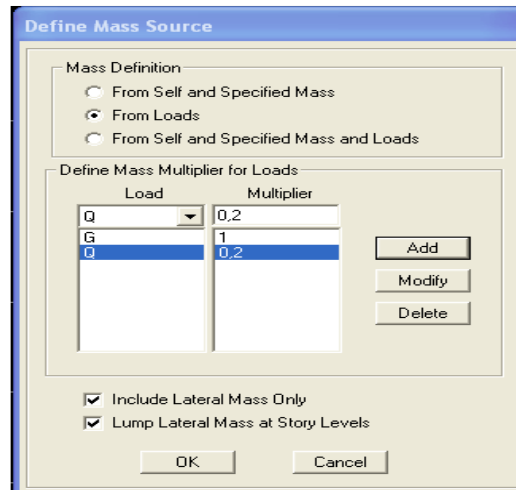 Define Mass Source
Mass Definition
From Self and Specified Mass
From Loads
From Self and Specified Mass and Loads
Define Mass Multiplier for Loads
Load Multiplier
Q 0,2
G 1
Q 0,2
Add
Modify
Delete
Include Lateral Mass Only
Lump Lateral Mass at Story Levels
OK Cancel